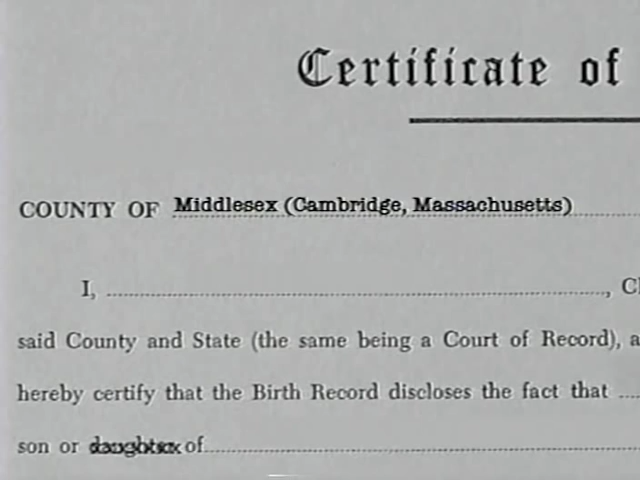 Certificate of
COUNTY OF Middlesex (Cambridge, Massachusetts)
I, ............................................................, Cl
said County and State (the same being a Court of Record), a
hereby certify that the Birth Record discloses the fact that ....
son or daughter of............................................................